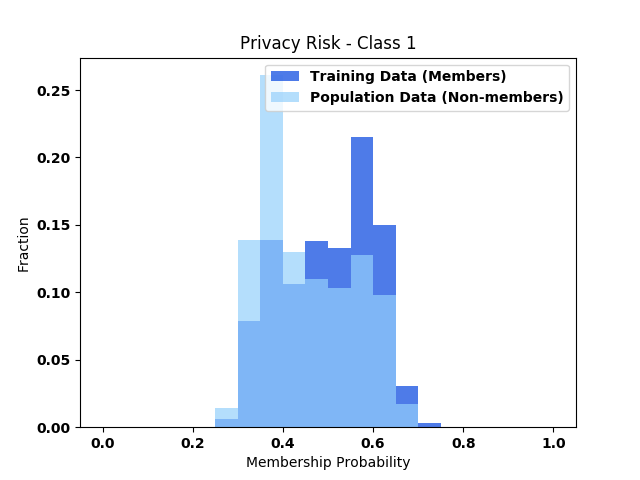 Privacy Risk - Class 1
Training Data (Members)
Population Data (Non-members)
Fraction
0.25
0.20
0.15
0.10
0.05
0.00
0.0 0.2 0.4 0.6 0.8 1.0
Membership Probability